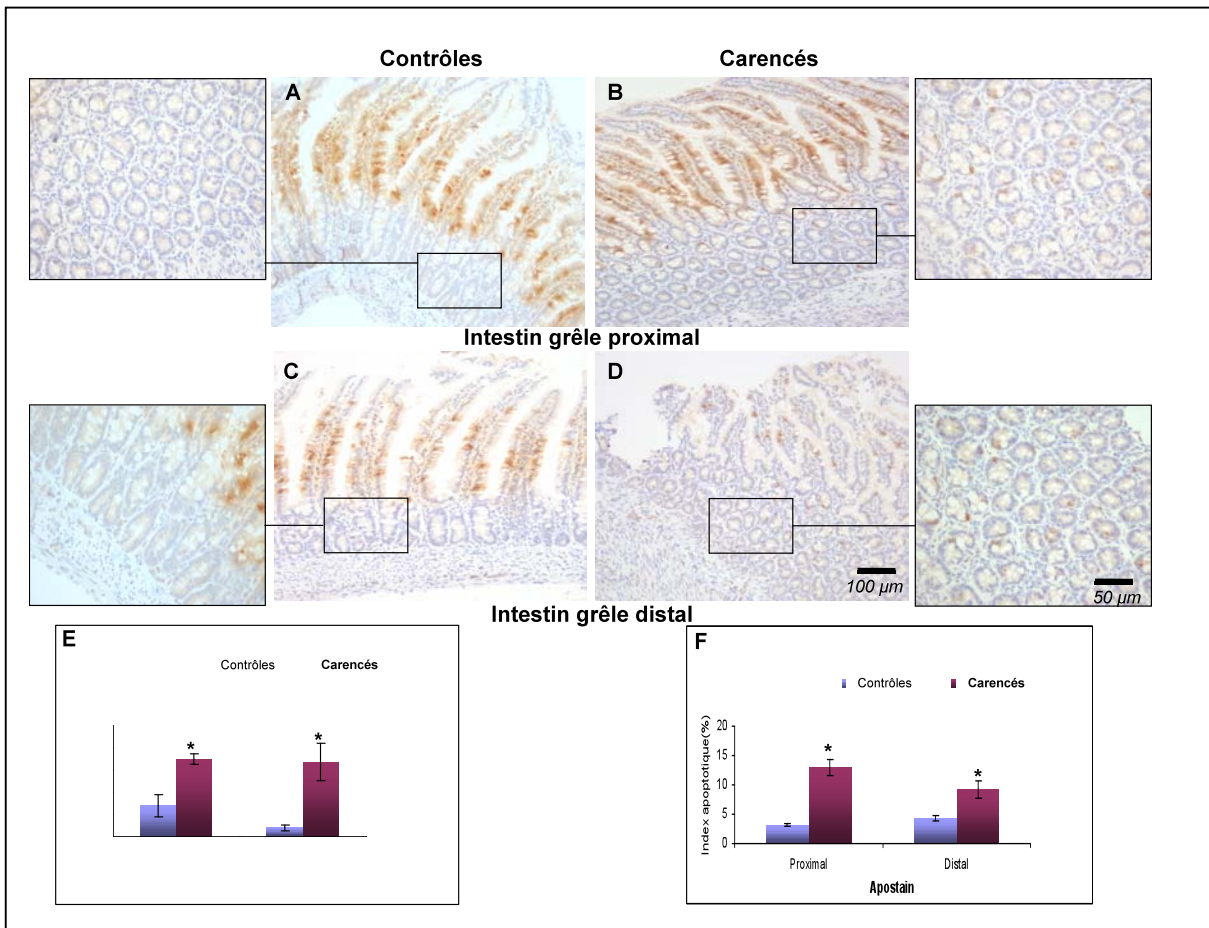 Contrôles Carencés
A B
Intestin grêle proximal
C D
100 µm 50 µm
Intestin grêle distal
E
Contrôles Carencés
* *
F
Contrôles Carencés
Index apoptotique(%)
20
15
10
5
0
* *
Proximal Distal
Apostain